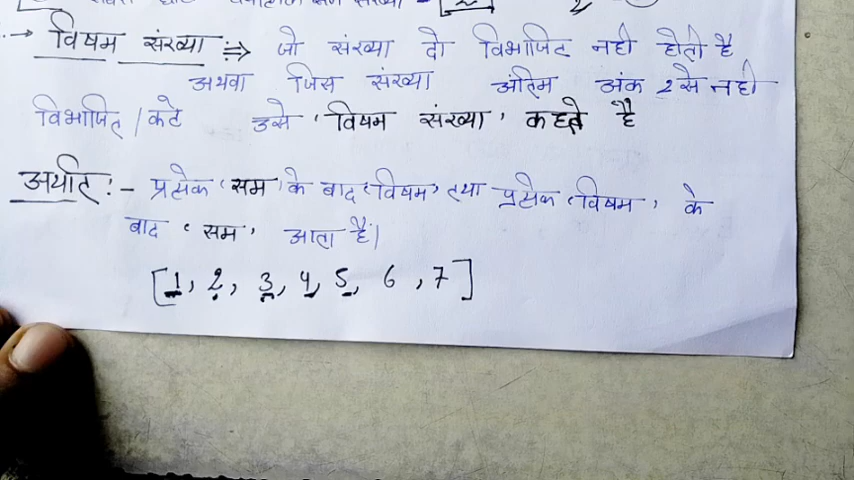 → विषम संख्या ⇒ जो संख्या दो विभाजित नही होती है
अथवा जिस संख्या अंतिम अंक 2 से नही
विभाजित / कटे उसे 'विषम संख्या' कहते है
अर्थात :- प्रत्येक 'सम' के बाद 'विषम' तथा प्रत्येक 'विषम' के
बाद 'सम' आता है।
[1, 2, 3, 4, 5, 6, 7]